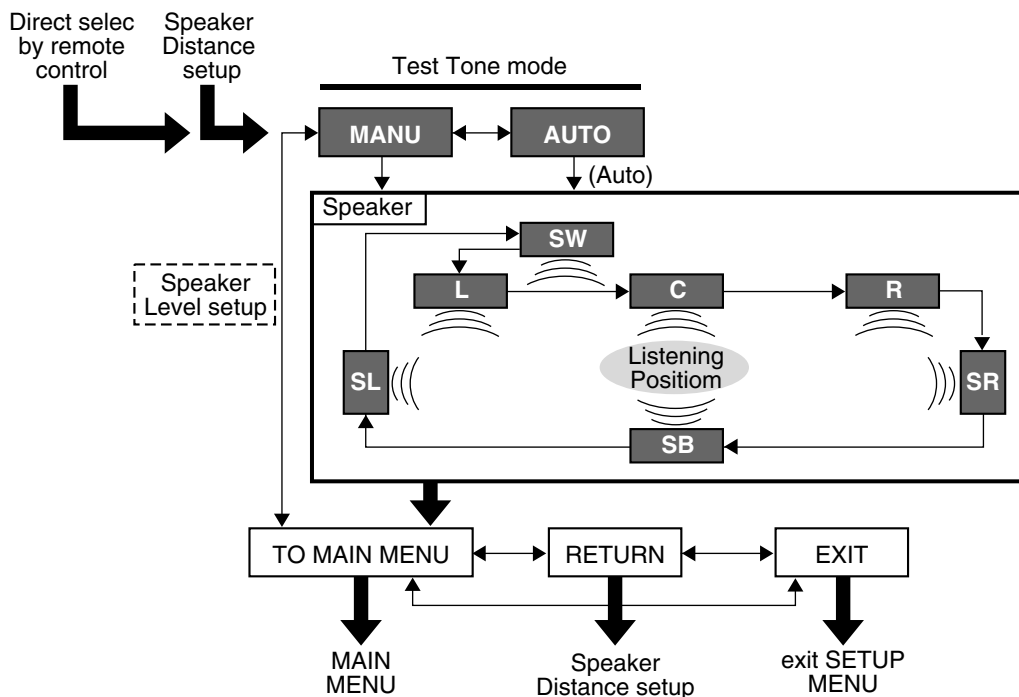 Direct selec
by remote
control
Speaker
Distance
setup
Test Tone mode
MANU
AUTO
(Auto)
Speaker
SW
Speaker
Level setup
L
C
R
Listening
Positiom
SL
SR
SB
TO MAIN MENU
RETURN
EXIT
MAIN
MENU
Speaker
Distance setup
exit SETUP
MENU